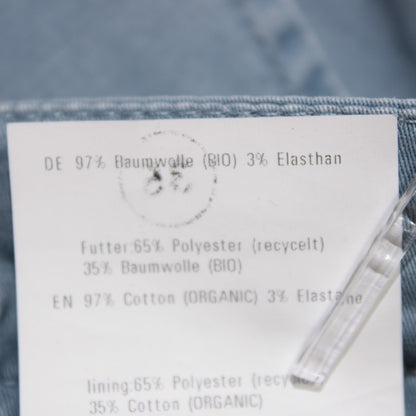 DE 97% Baumwolle (BIO) 3% Elasthan
Futter:65% Polyester (recycelt)
35% Baumwolle (BIO)
EN 97% Cotton (ORGANIC) 3% Elastane
lining:65% Polyester
35% Cotton (ORGANIC)